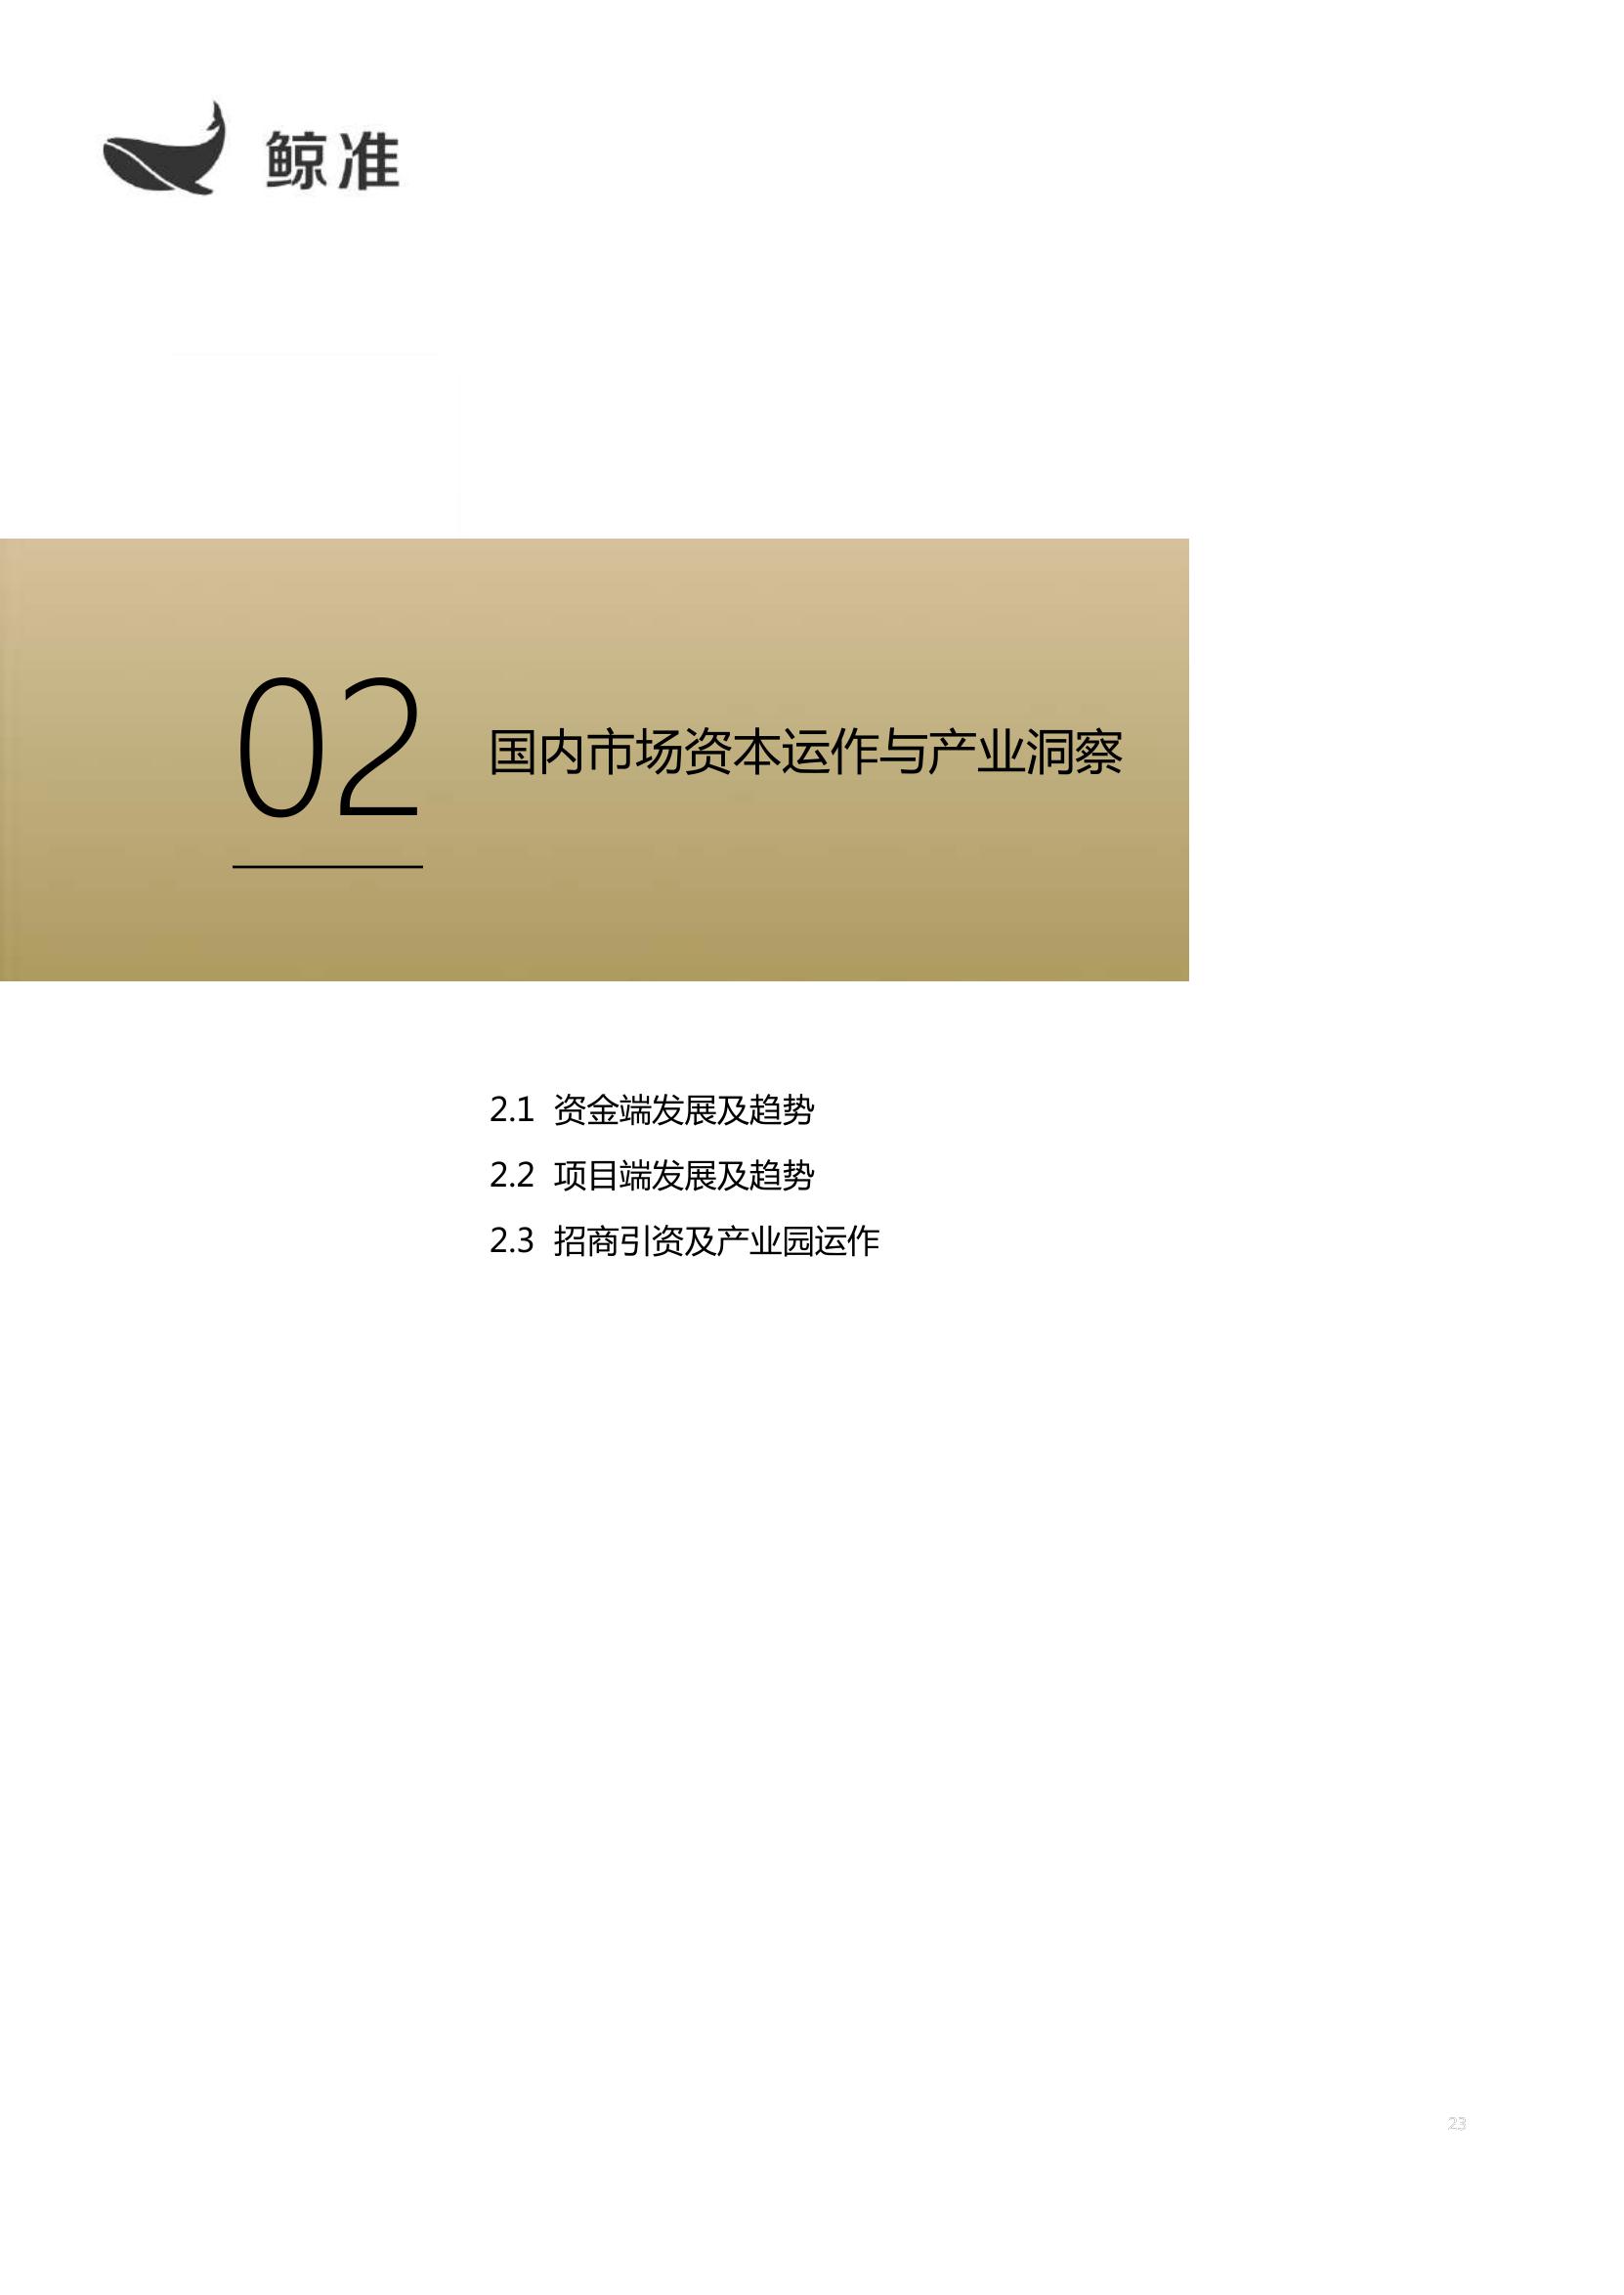 鲸准
02
国内市场资本运作与产业洞察
2.1 资金端发展及趋势
2.2 项目端发展及趋势
2.3 招商引资及产业园运作
23